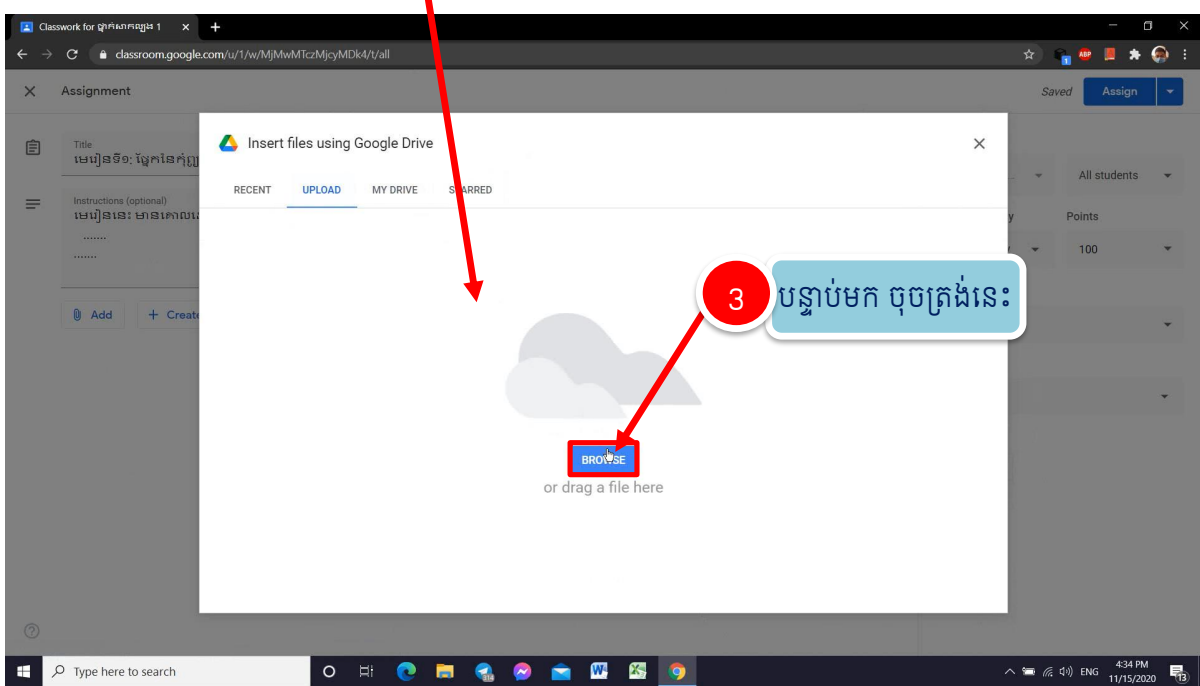 Classwork for ថ្នាក់សាកល្បង 1
classroom.google.com/u/1/w/MjMwMTczMjcyMDk4/t/all
ABP
1
Assignment
Saved
Assign
Title
មេរៀនទី១: ផ្នែកនៃកុំព្យូ
Instructions (optional)
មេរៀននេះ មានគោលបំ
.......
.......
Add
+ Create
Insert files using Google Drive
RECENT UPLOAD MY DRIVE STARRED
All students
Points
100
3
បន្ទាប់មក ចុចត្រង់នេះ
BROWSE
or drag a file here
Type here to search
ENG
4:34 PM
11/15/2020
13